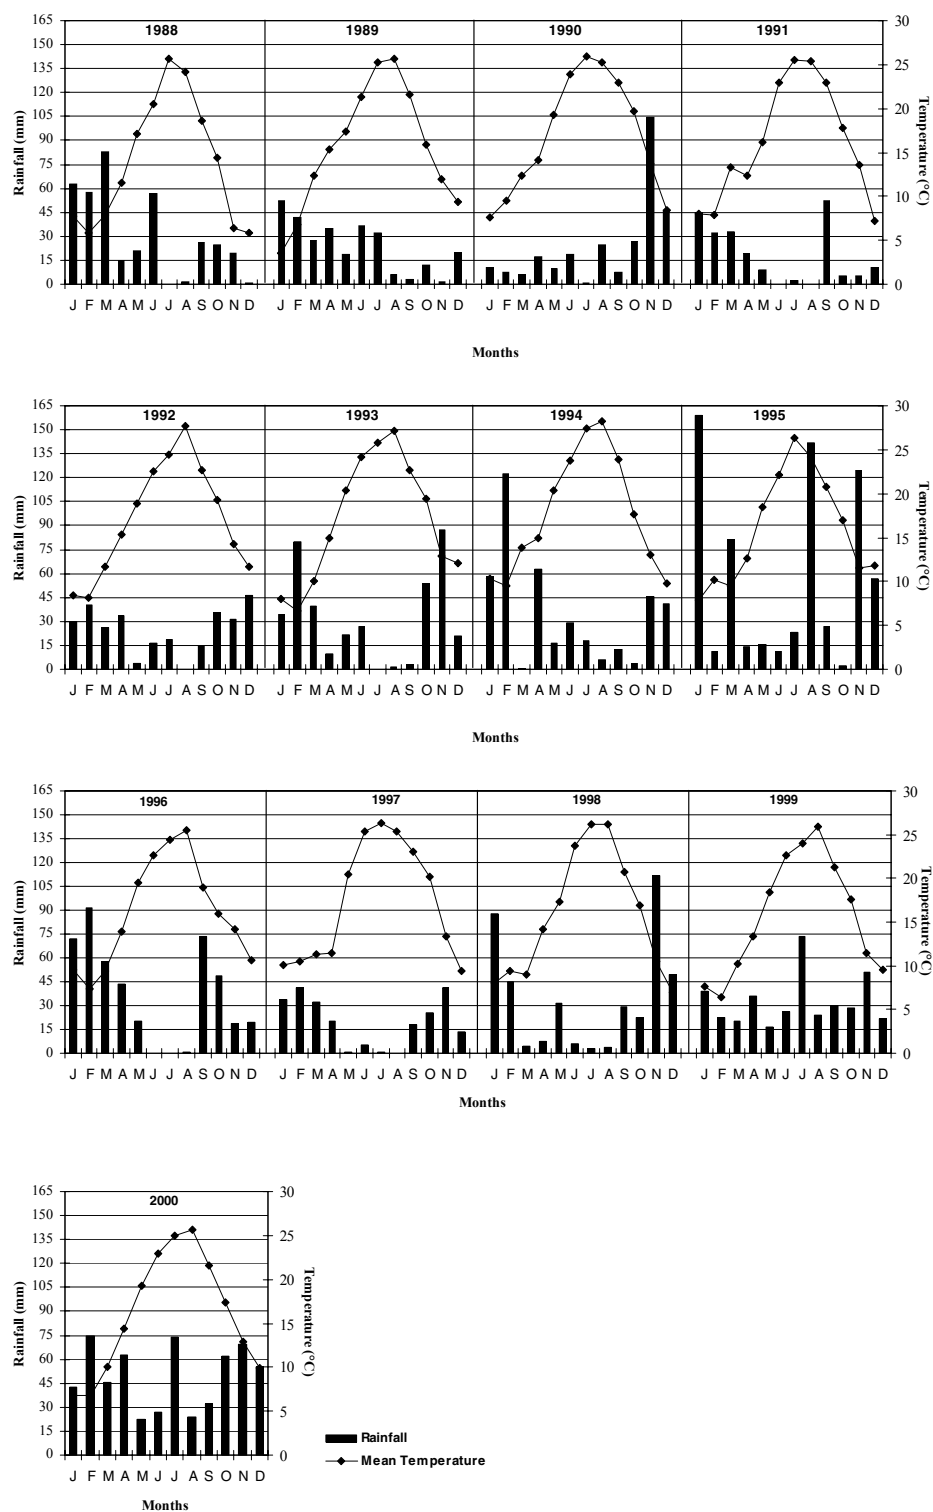 1988 1989 1990 1991
165 30
150
135 25
120
105 20
90
75 15
60
45 10
30 5
15
0 0
Rainfall (mm)
Temperature (°C)
J F M A M J J A S O N D J F M A M J J A S O N D J F M A M J J A S O N D J F M A M J J A S O N D
Months
1992 1993 1994 1995
165 30
150
135 25
120
105 20
90
75 15
60
45 10
30 5
15
0 0
Rainfall (mm)
Temperature (°C)
J F M A M J J A S O N D J F M A M J J A S O N D J F M A M J J A S O N D J F M A M J J A S O N D
Months
1996 1997 1998 1999
165 30
150
135 25
120
105 20
90
75 15
60
45 10
30 5
15
0 0
Rainfall (mm)
Temperature (°C)
J F M A M J J A S O N D J F M A M J J A S O N D J F M A M J J A S O N D J F M A M J J A S O N D
Months
2000
165 30
150
135 25
120
105 20
90
75 15
60
45 10
30 5
15
0 0
Rainfall (mm)
Temperature (°C)
J F M A M J J A S O N D
Months
Rainfall
Mean Temperature